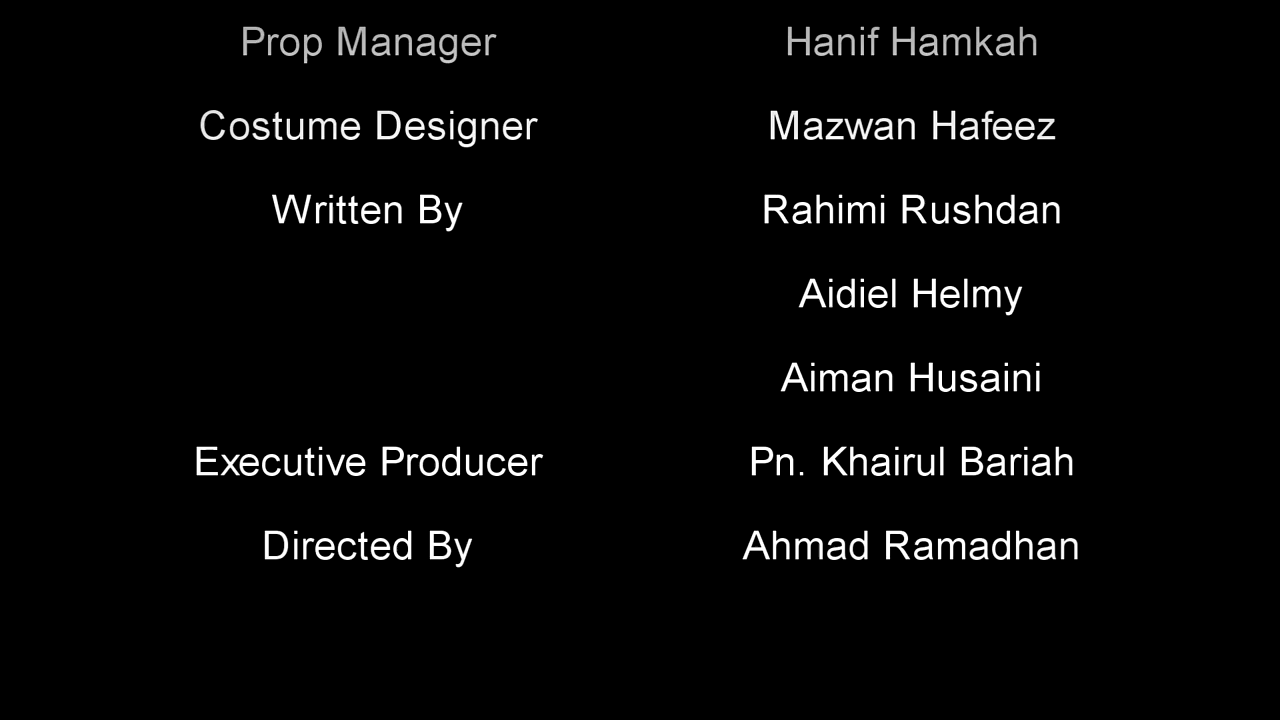 Prop Manager Hanif Hamkah
Costume Designer Mazwan Hafeez
Written By Rahimi Rushdan
Aidiel Helmy
Aiman Husaini
Executive Producer Pn. Khairul Bariah
Directed By Ahmad Ramadhan